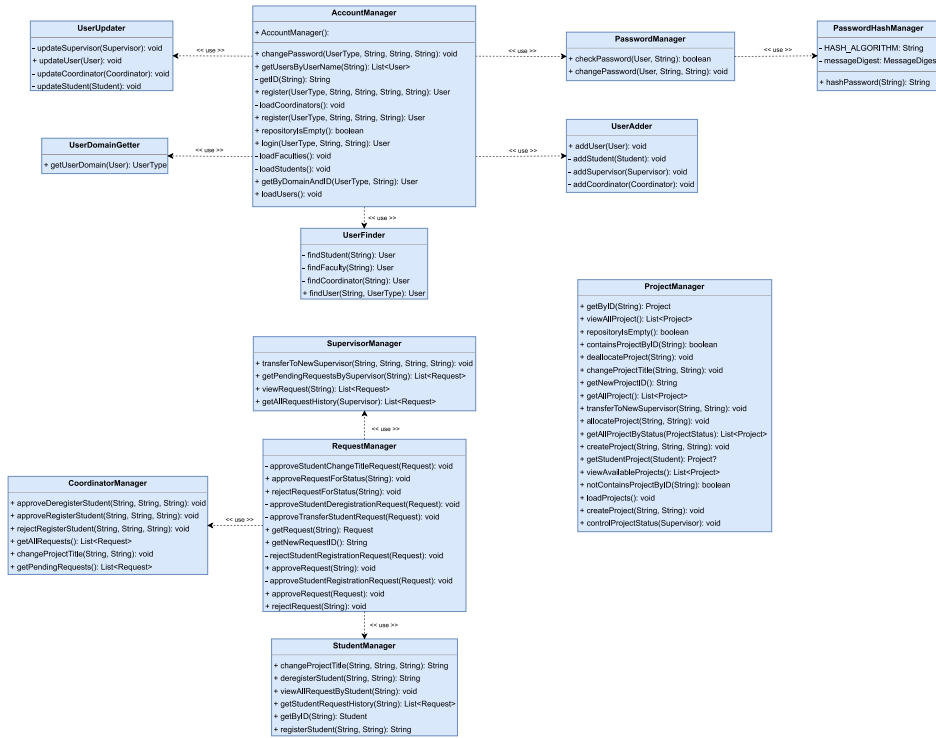 AccountManager
+ AccountManager():
+ changePassword(UserType, String, String, String): void
+ getUsersByUserName(String): List<User>
- getID(String): String
+ register(UserType, String, String, String, String): User
- loadCoordinators(): void
+ register(UserType, String, String, String): User
+ repositoryIsEmpty(): boolean
+ login(UserType, String, String): User
- loadFaculties(): void
- loadStudents(): void
+ getByDomainAndID(UserType, String): User
+ loadUsers(): void
UserUpdater
- updateSupervisor(Supervisor): void
+ updateUser(User): void
- updateCoordinator(Coordinator): void
- updateStudent(Student): void
<< use >>
<< use >>
PasswordManager
+ checkPassword(User, String): boolean
+ changePassword(User, String, String): void
<< use >>
PasswordHashManager
- HASH_ALGORITHM: String
- messageDigest: MessageDiges
+ hashPassword(String): String
UserDomainGetter
+ getUserDomain(User): UserType
<< use >>
<< use >>
UserAdder
+ addUser(User): void
- addStudent(Student): void
- addSupervisor(Supervisor): void
- addCoordinator(Coordinator): void
<< use >>
UserFinder
- findStudent(String): User
- findFaculty(String): User
- findCoordinator(String): User
+ findUser(String, UserType): User
ProjectManager
+ getByID(String): Project
+ viewAllProject(): List<Project>
+ repositoryIsEmpty(): boolean
+ containsProjectByID(String): boolean
+ deallocateProject(String): void
+ changeProjectTitle(String, String): void
+ getNewProjectID(): String
+ getAllProject(): List<Project>
+ transferToNewSupervisor(String, String): void
+ allocateProject(String, String): void
+ getAllProjectByStatus(ProjectStatus): List<Project>
+ createProject(String, String, String): void
+ getStudentProject(Student): Project?
+ viewAvailableProjects(): List<Project>
+ notContainsProjectByID(String): boolean
+ loadProjects(): void
+ createProject(String, String): void
+ controlProjectStatus(Supervisor): void
SupervisorManager
+ transferToNewSupervisor(String, String, String, String): void
+ getPendingRequestsBySupervisor(String): List<Request>
+ viewRequest(String): List<Request>
+ getAllRequestHistory(Supervisor): List<Request>
<< use >>
RequestManager
- approveStudentChangeTitleRequest(Request): void
+ approveRequestForStatus(String): void
+ rejectRequestForStatus(String): void
- approveStudentDeregistrationRequest(Request): void
- approveTransferStudentRequest(Request): void
+ getRequest(String): Request
+ getNewRequestID(): String
- rejectStudentRegistrationRequest(Request): void
+ approveRequest(String): void
- approveStudentRegistrationRequest(Request): void
+ approveRequest(Request): void
+ rejectRequest(String): void
CoordinatorManager
+ approveDeregisterStudent(String, String, String): void
+ approveRegisterStudent(String, String, String): void
+ rejectRegisterStudent(String, String, String): void
+ getAllRequests(): List<Request>
+ changeProjectTitle(String, String): void
+ getPendingRequests(): List<Request>
<< use >>
<< use >>
StudentManager
+ changeProjectTitle(String, String, String): String
+ deregisterStudent(String, String): String
+ viewAllRequestByStudent(String): void
+ getStudentRequestHistory(String): List<Request>
+ getByID(String): Student
+ registerStudent(String, String): String